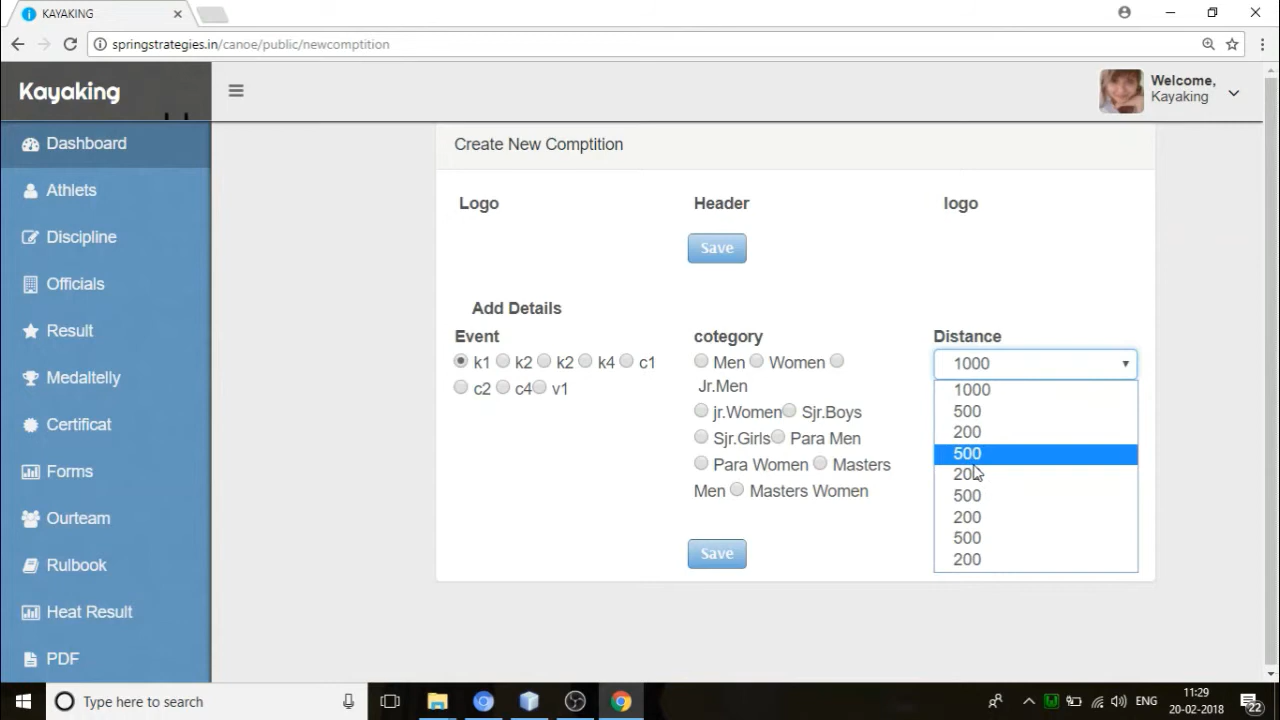 KAYAKING
springstrategies.in/canoe/public/newcomptition
Kayaking
Welcome,
Kayaking
Dashboard
Athlets
Discipline
Officials
Result
Medaltelly
Certificat
Forms
Ourteam
Rulbook
Heat Result
PDF
Create New Comptition
Logo Header logo
Save
Add Details
Event cotegory Distance
k1 k2 k2 k4 c1 Men Women 1000
c2 c4 v1 Jr.Men 1000
jr.Women Sjr.Boys 500
Sjr.Girls Para Men 200
Para Women Masters 500
Men Masters Women 200
500
200
500
200
Save
Type here to search
ENG
11:29
20-02-2018
22